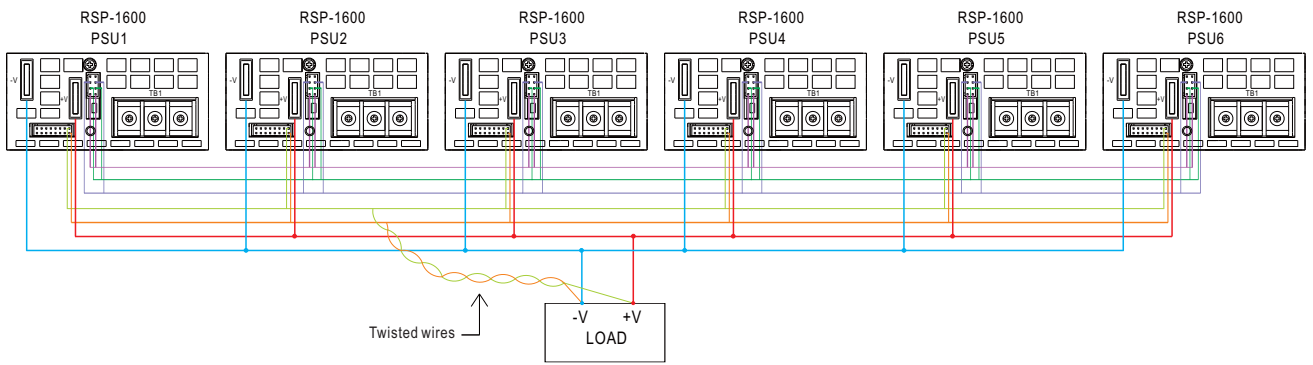 RSP-1600 RSP-1600 RSP-1600 RSP-1600 RSP-1600 RSP-1600
PSU1 PSU2 PSU3 PSU4 PSU5 PSU6
-V -V -V -V -V -V
+V +V +V +V +V +V
TB1 TB1 TB1 TB1 TB1 TB1
-V +V
Twisted wires
LOAD